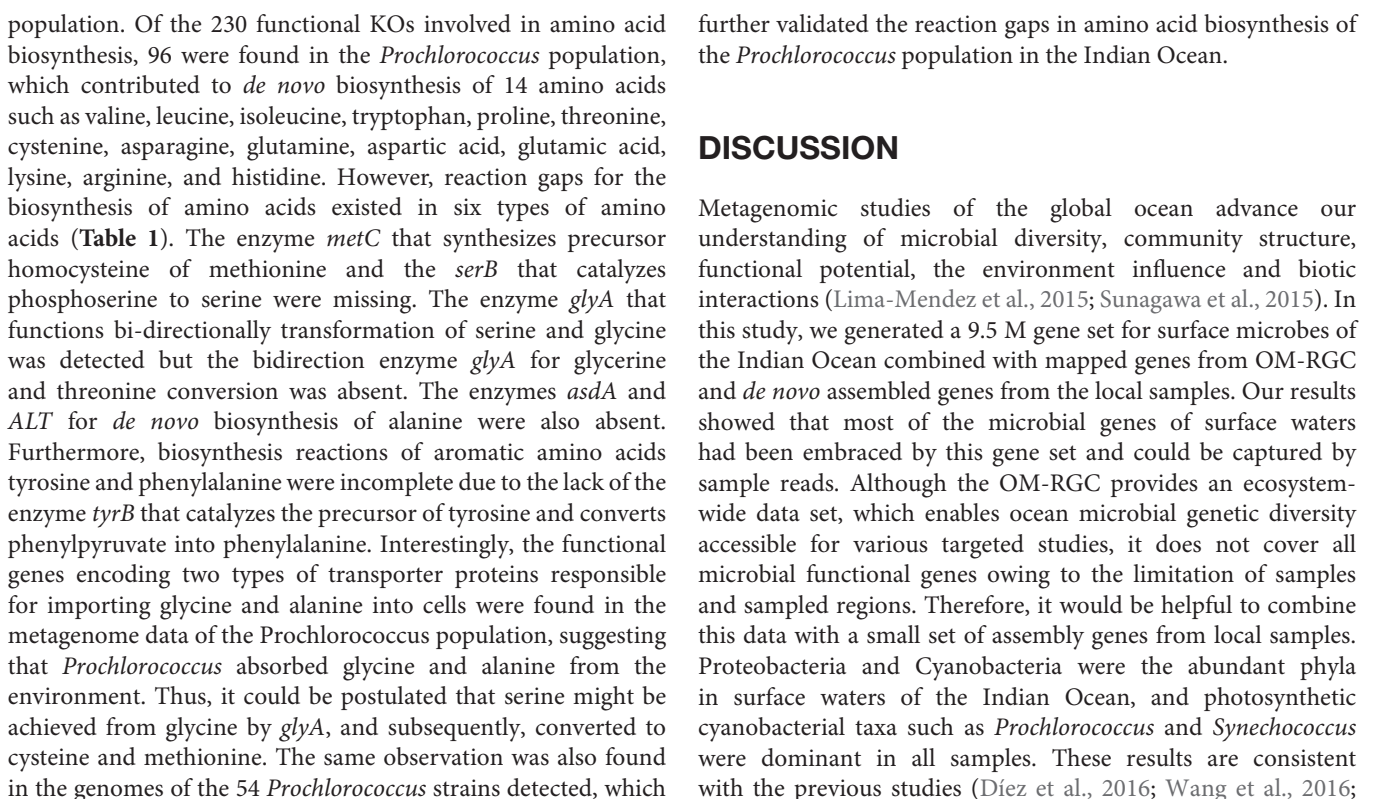 population. Of the 230 functional KOs involved in amino acid
biosynthesis, 96 were found in the Prochlorococcus population,
which contributed to de novo biosynthesis of 14 amino acids
such as valine, leucine, isoleucine, tryptophan, proline, threonine,
cystenine, asparagine, glutamine, aspartic acid, glutamic acid,
lysine, arginine, and histidine. However, reaction gaps for the
biosynthesis of amino acids existed in six types of amino
acids (Table 1). The enzyme metC that synthesizes precursor
homocysteine of methionine and the serB that catalyzes
phosphoserine to serine were missing. The enzyme glyA that
functions bi-directionally transformation of serine and glycine
was detected but the bidirection enzyme glyA for glycerine
and threonine conversion was absent. The enzymes asdA and
ALT for de novo biosynthesis of alanine were also absent.
Furthermore, biosynthesis reactions of aromatic amino acids
tyrosine and phenylalanine were incomplete due to the lack of the
enzyme tyrB that catalyzes the precursor of tyrosine and converts
phenylpyruvate into phenylalanine. Interestingly, the functional
genes encoding two types of transporter proteins responsible
for importing glycine and alanine into cells were found in the
metagenome data of the Prochlorococcus population, suggesting
that Prochlorococcus absorbed glycine and alanine from the
environment. Thus, it could be postulated that serine might be
achieved from glycine by glyA, and subsequently, converted to
cysteine and methionine. The same observation was also found
in the genomes of the 54 Prochlorococcus strains detected, which
further validated the reaction gaps in amino acid biosynthesis of
the Prochlorococcus population in the Indian Ocean.
DISCUSSION
Metagenomic studies of the global ocean advance our
understanding of microbial diversity, community structure,
functional potential, the environment influence and biotic
interactions (Lima-Mendez et al., 2015; Sunagawa et al., 2015). In
this study, we generated a 9.5 M gene set for surface microbes of
the Indian Ocean combined with mapped genes from OM-RGC
and de novo assembled genes from the local samples. Our results
showed that most of the microbial genes of surface waters
had been embraced by this gene set and could be captured by
sample reads. Although the OM-RGC provides an ecosystem-
wide data set, which enables ocean microbial genetic diversity
accessible for various targeted studies, it does not cover all
microbial functional genes owing to the limitation of samples
and sampled regions. Therefore, it would be helpful to combine
this data with a small set of assembly genes from local samples.
Proteobacteria and Cyanobacteria were the abundant phyla
in surface waters of the Indian Ocean, and photosynthetic
cyanobacterial taxa such as Prochlorococcus and Synechococcus
were dominant in all samples. These results are consistent
with the previous studies (Díez et al., 2016; Wang et al., 2016;